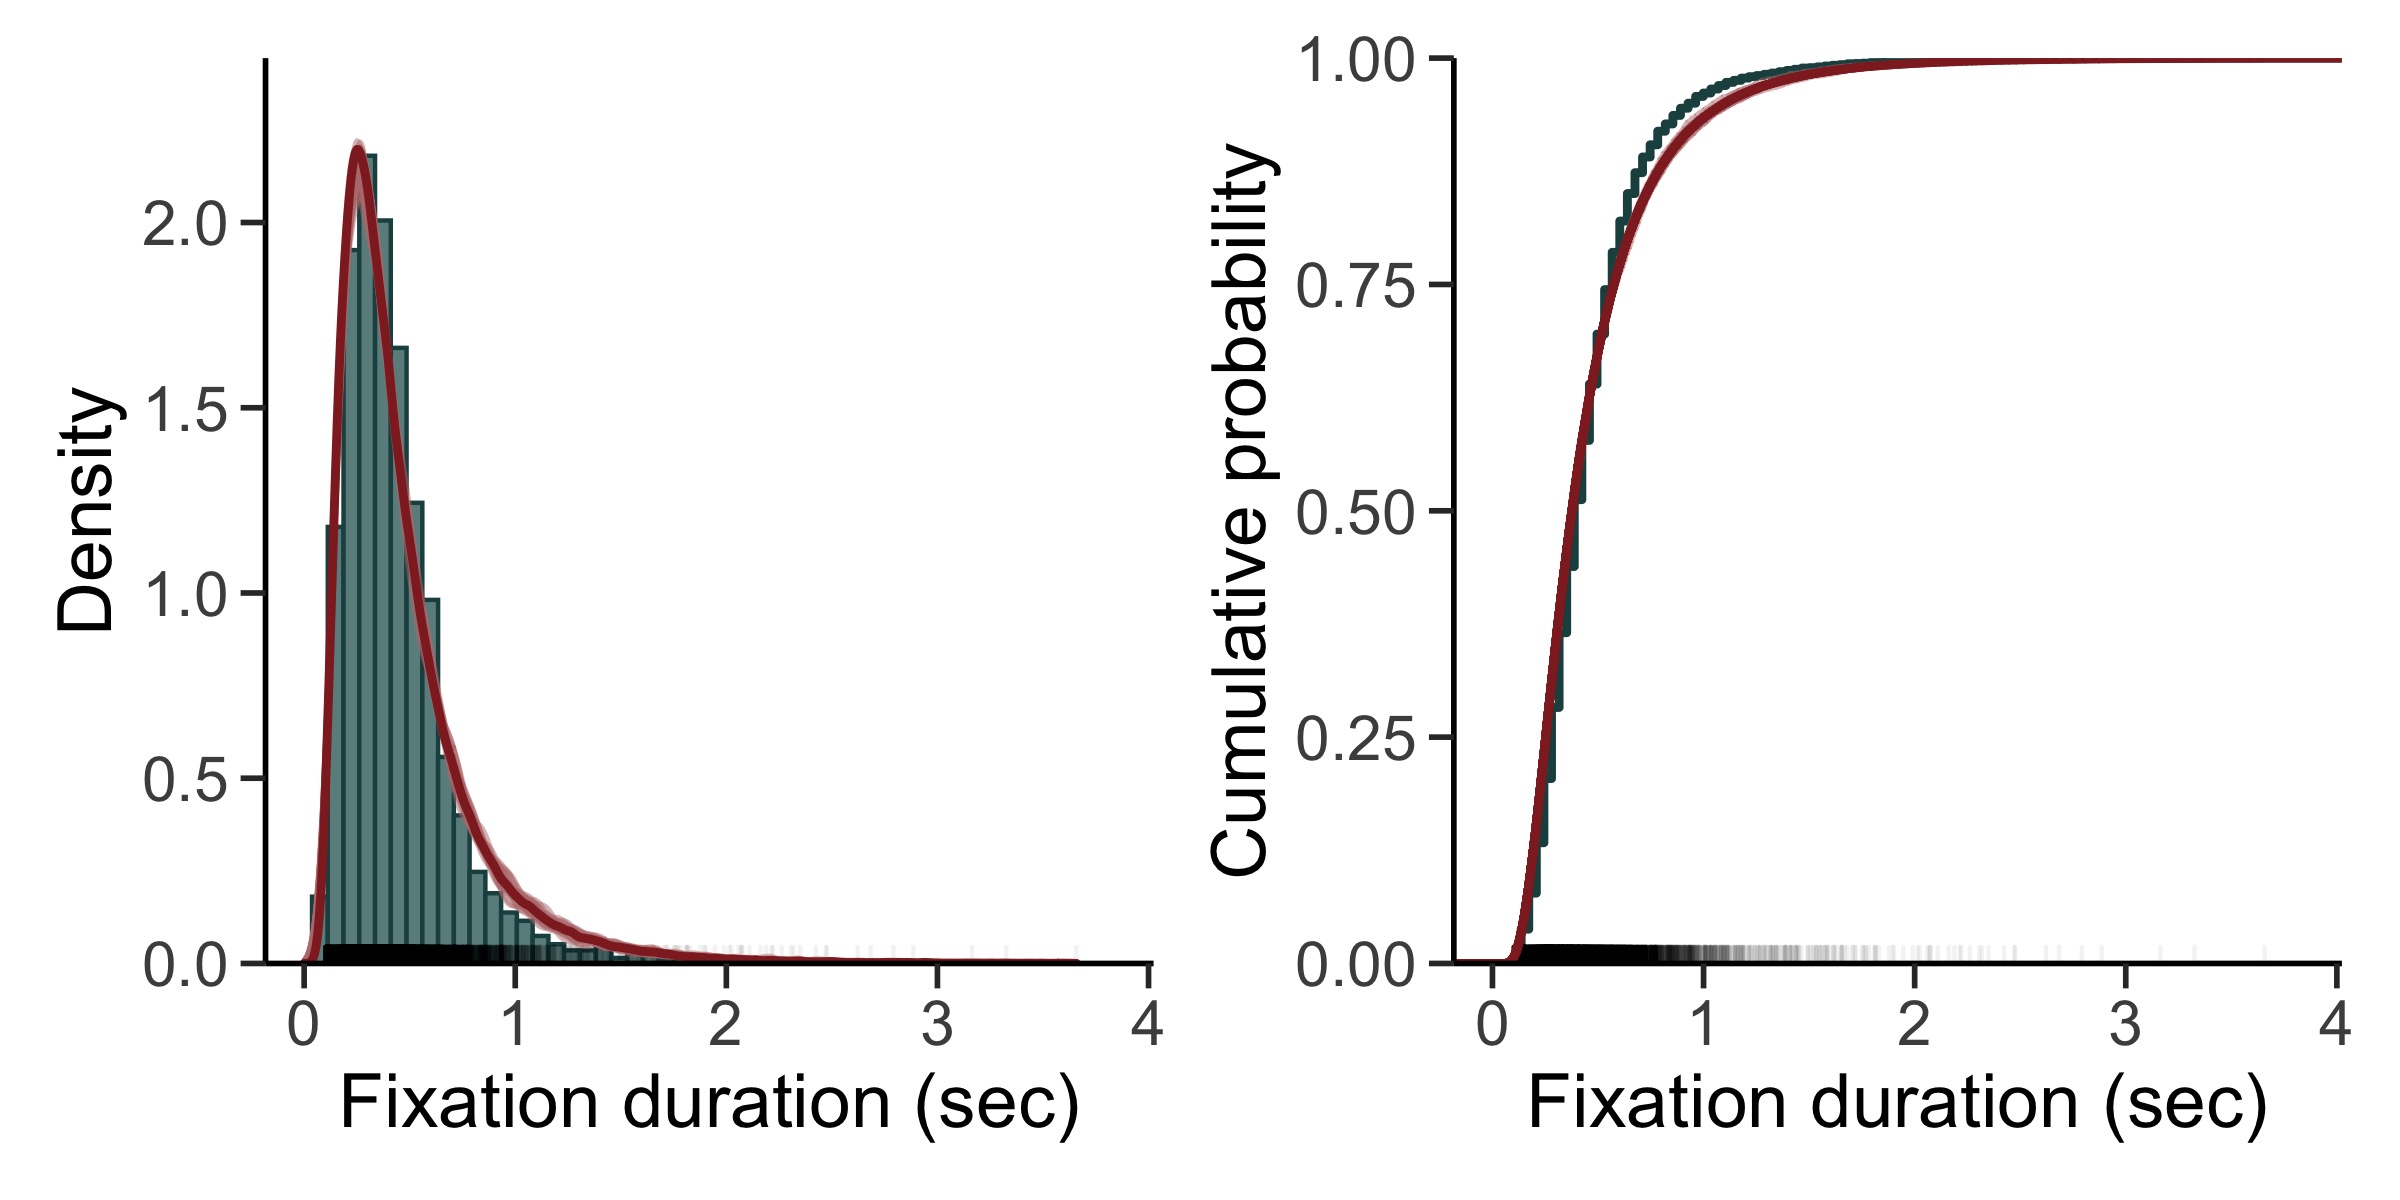 Density
2.0
1.5
1.0
0.5
0.0
0 1 2 3 4
Fixation duration (sec)
Cumulative probability
1.00
0.75
0.50
0.25
0.00
0 1 2 3 4
Fixation duration (sec)